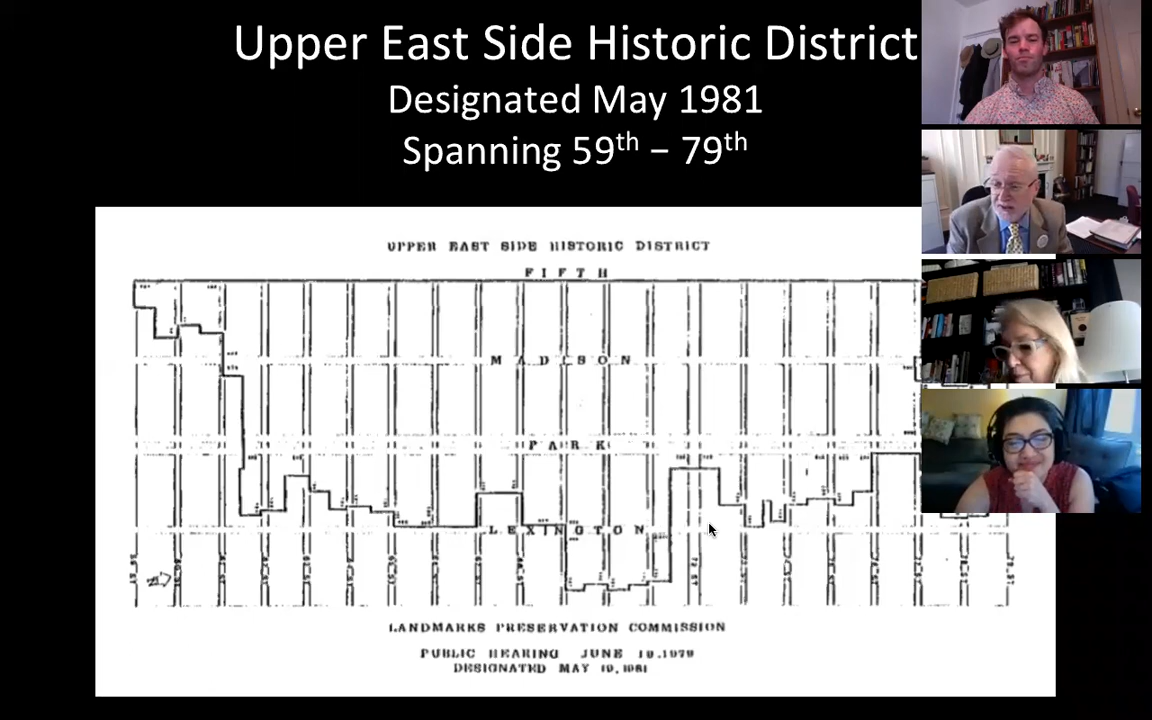 Upper East Side Historic District
Designated May 1981
Spanning 59th – 79th
UPPER EAST SIDE HISTORIC DISTRICT
FIFTH
MADISON
PARK
LEXINGTON
LANDMARKS PRESERVATION COMMISSION
PUBLIC HEARING JUNE 19,1979
DESIGNATED MAY 19,1981